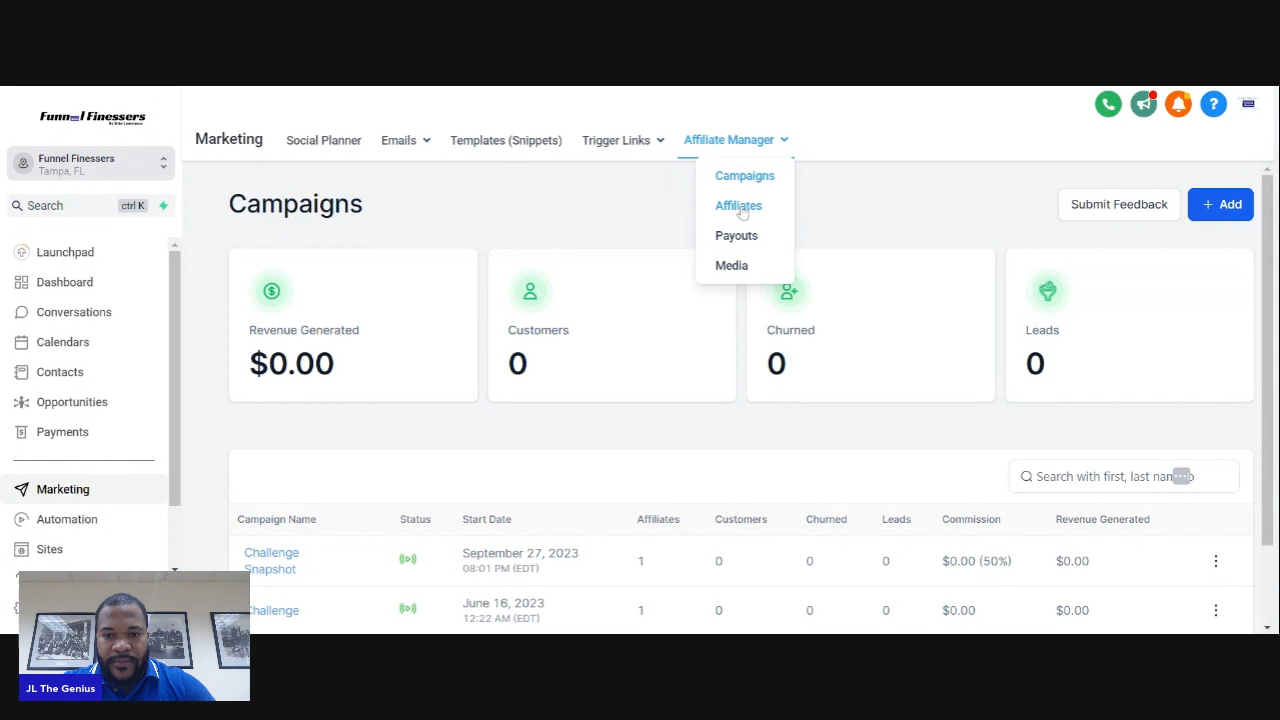 Funnel Finessers
Funnel Finessers
Tampa, FL
Search ctrl K
Launchpad
Dashboard
Conversations
Calendars
Contacts
Opportunities
Payments
Marketing
Automation
Sites
Marketing Social Planner Emails Templates (Snippets) Trigger Links Affiliate Manager
Campaigns
Affiliates
Payouts
Media
Campaigns
Submit Feedback
+ Add
Revenue Generated
$0.00
Customers
0
Churned
0
Leads
0
Search with first, last nam
Campaign Name Status Start Date Affiliates Customers Churned Leads Commission Revenue Generated
Challenge
Snapshot
September 27, 2023
08:01 PM (EDT)
1 0 0 0 $0.00 (50%) $0.00
Challenge
June 16, 2023
12:22 AM (EDT)
1 0 0 0 $0.00 $0.00
JL The Genius